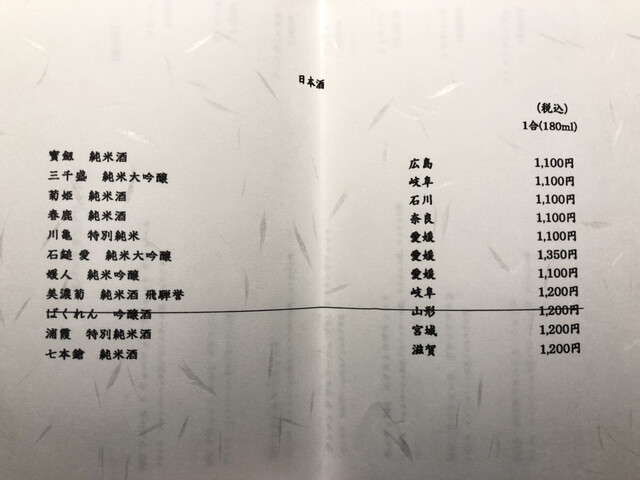 日本酒
(税込)
1合(180ml)
寶劔 純米酒 広島 1,100円
三千盛 純米大吟醸 岐阜 1,100円
菊姫 純米酒 石川 1,100円
春鹿 純米酒 奈良 1,100円
川亀 特別純米 愛媛 1,100円
石鎚 愛 純米大吟醸 愛媛 1,350円
媛人 純米吟醸 愛媛 1,100円
美濃菊 純米酒 飛騨誉 岐阜 1,200円
ばくれん 吟醸酒 山形 1,200円
浦霞 特別純米酒 宮城 1,200円
七本鎗 純米酒 滋賀 1,200円